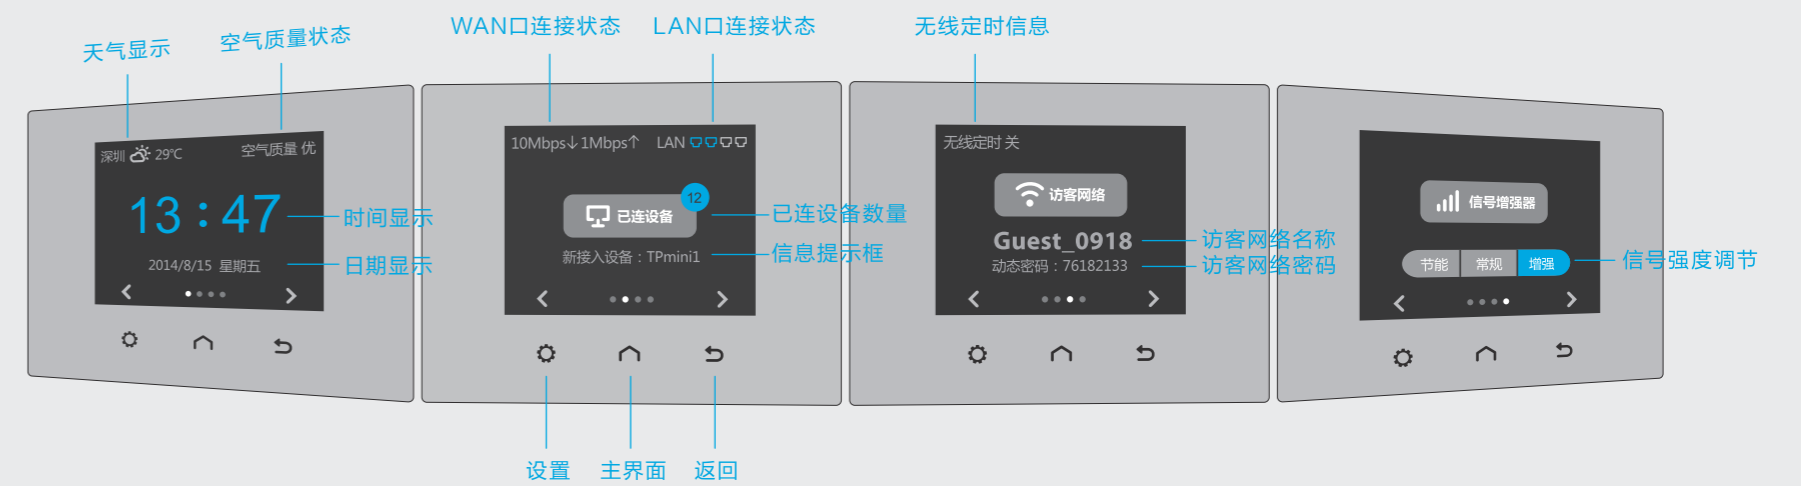 天气显示
空气质量状态
WAN口连接状态
LAN口连接状态
无线定时信息
深圳 29℃
空气质量 优
13:47
时间显示
2014/8/15 星期五
日期显示
10Mbps↓1Mbps↑ LAN
已连设备
12
已连设备数量
新接入设备：TPmini1
信息提示框
无线定时 关
访客网络
Guest_0918
访客网络名称
动态密码：76182133
访客网络密码
信号增强器
节能 常规 增强
信号强度调节
设置
主界面
返回